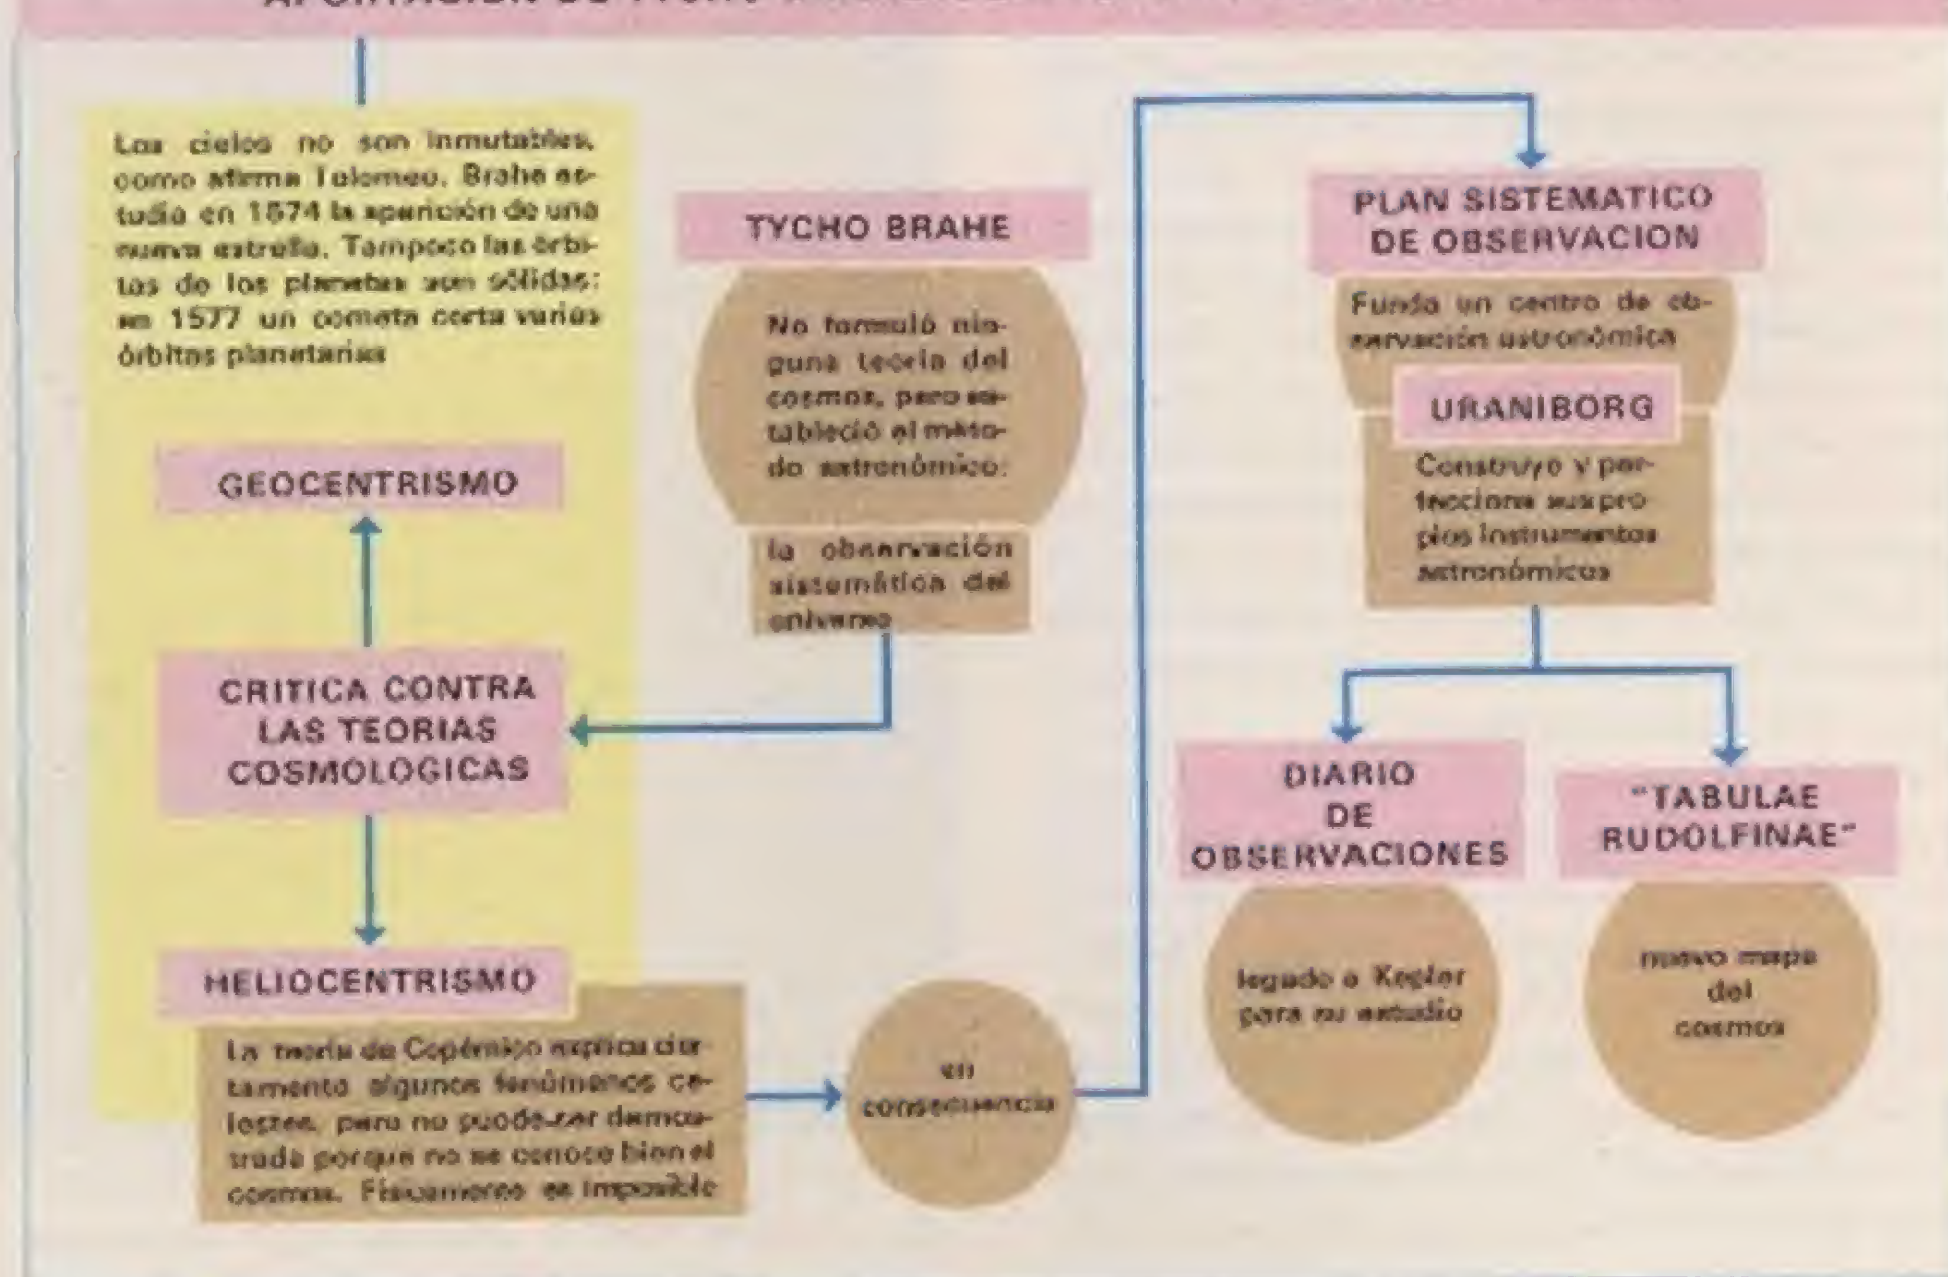 APORTACION DE TYCHO
Los cielos no son inmutables,
como afirma Tolomeo. Brahe es-
tudia en 1574 la aparición de una
nueva estrella. Tampoco las órbi-
tas de los planetas son sólidas:
en 1577 un cometa corta varias
órbitas planetarias
GEOCENTRISMO
CRITICA CONTRA
LAS TEORIAS
COSMOLOGICAS
HELIOCENTRISMO
La teoría de Copérnico explica cier-
tamente algunos fenómenos ce-
lestes, pero no puede ser demos-
trada porque no se conoce bien el
cosmos. Físicamente es imposible
TYCHO BRAHE
No formuló nin-
guna teoría del
cosmos, pero es-
tableció el méto-
do astronómico:
la observación
sistemática del
universo
en
consecuencia
PLAN SISTEMATICO
DE OBSERVACION
Funda un centro de ob-
servación astronómica
URANIBORG
Construye y per-
fecciona sus pro
pios instrumentos
astronómicos
DIARIO
DE
OBSERVACIONES
legado a Kepler
para su estudio
"TABULAE
RUDOLFINAE"
nuevo mapa
del
cosmos